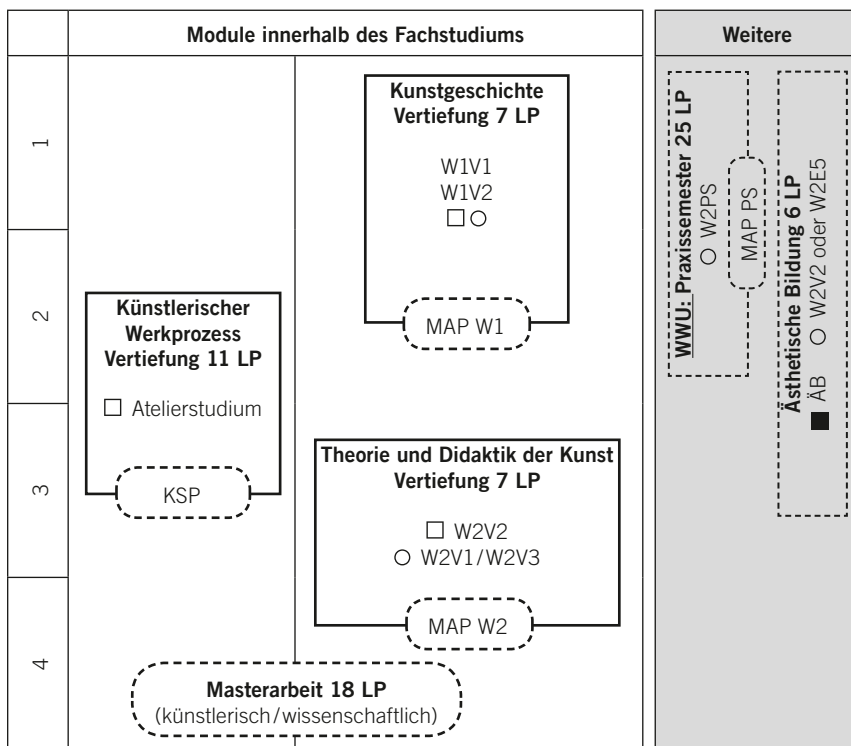 Module innerhalb des Fachstudiums
Weitere
1
2
3
4
Kunstgeschichte
Vertiefung 7 LP
W1V1
W1V2
MAP W1
Künstlerischer
Werkprozess
Vertiefung 11 LP
Atelierstudium
KSP
Theorie und Didaktik der Kunst
Vertiefung 7 LP
W2V2
W2V1/W2V3
MAP W2
Masterarbeit 18 LP
(künstlerisch/wissenschaftlich)
WWU: Praxissemester 25 LP
W2PS
MAP PS
Ästhetische Bildung 6 LP
ÄB W2V2 oder W2E5